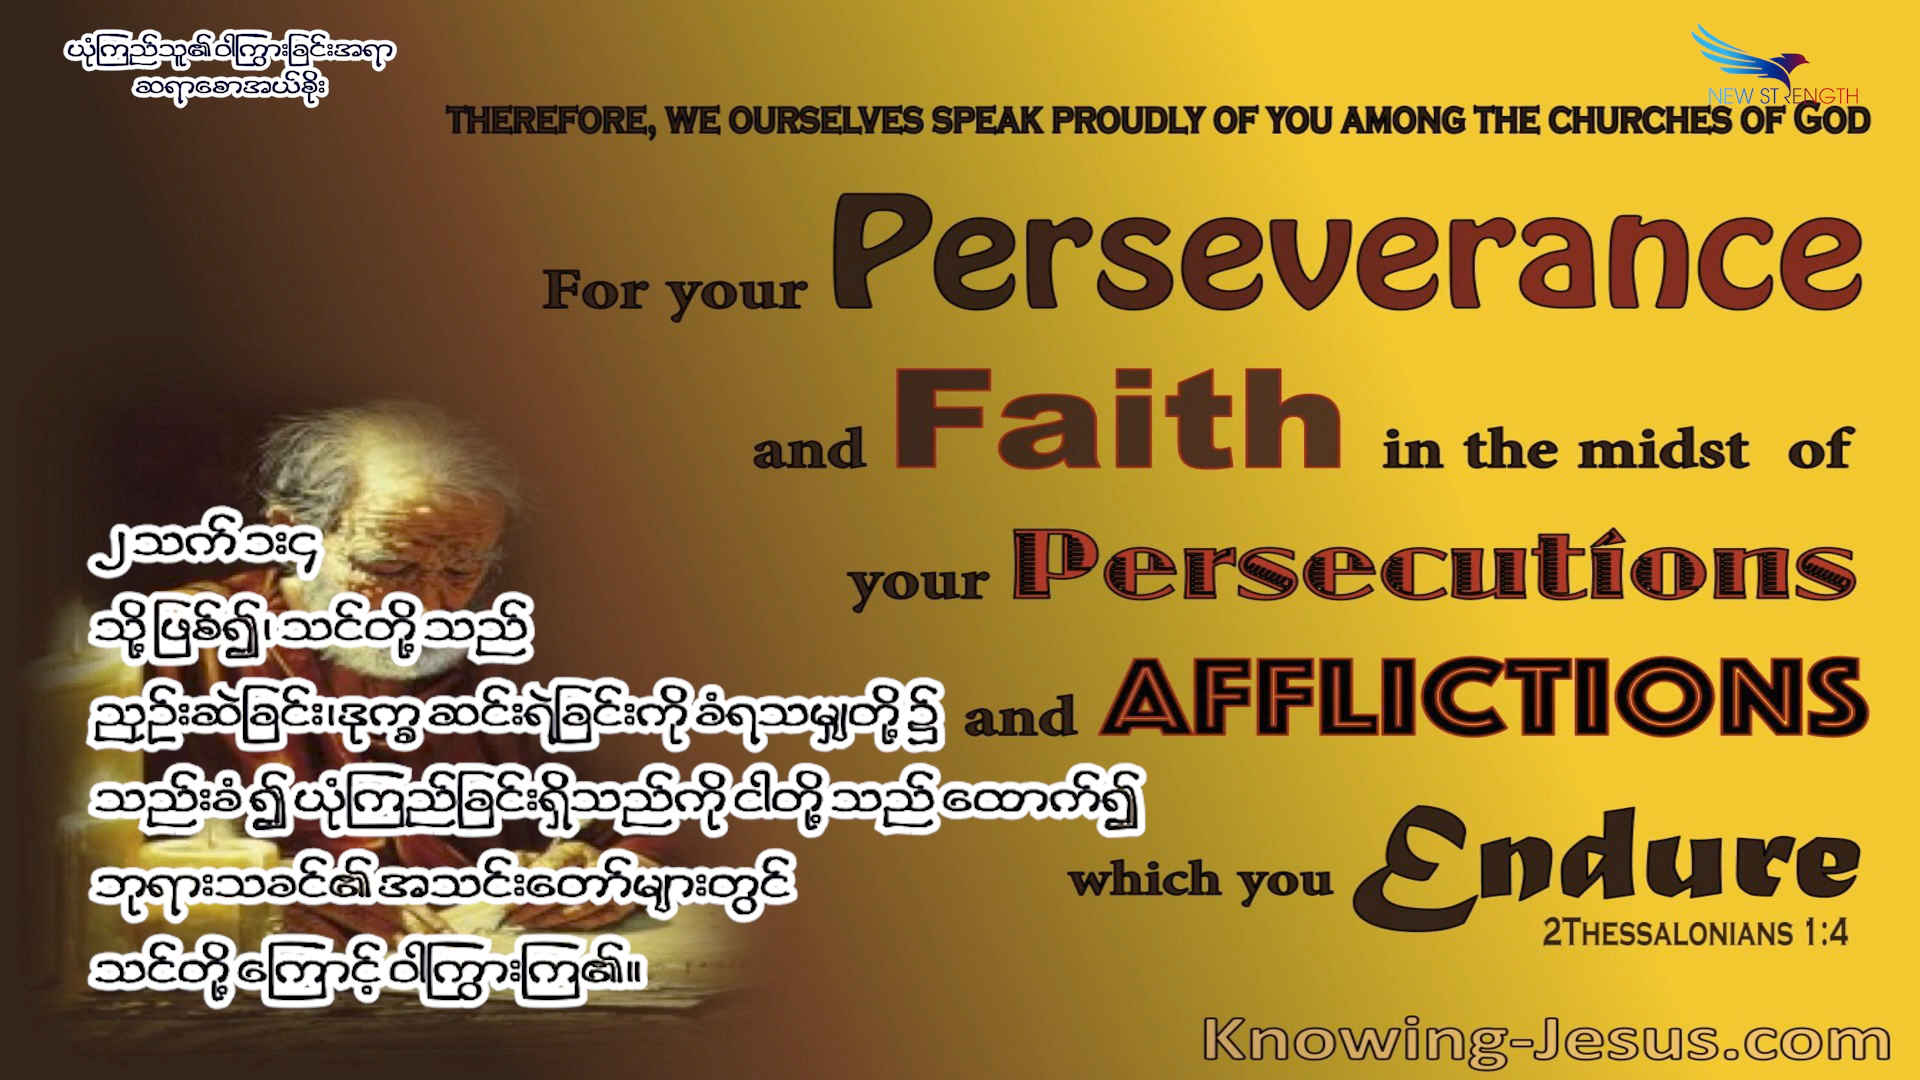 ယုံကြည်သူ၏ဝါကြွားခြင်းအရာ
ဆရာစောအယ်စိုး
NEW STRENGTH
THEREFORE, WE OURSELVES SPEAK PROUDLY OF YOU AMONG THE CHURCHES OF GOD
For your Perseverance
and Faith in the midst of
your Persecutions
and AFFLICTIONS
which you Endure
2THESSALONIANS 1:4
၂သက် ၁း၄
သို့ဖြစ်၍၊ သင်တို့သည်
ညှဉ်းဆဲခြင်း၊ဒုက္ခဆင်းရဲခြင်းကိုခံရသမျှတို့၌
သည်းခံ၍ယုံကြည်ခြင်းရှိသည်ကို ငါတို့သည် ထောက်၍
ဘုရားသခင်၏အသင်းတော်များတွင်
သင်တို့ကြောင့် ဝါကြွားကြ၏။
Knowing-Jesus.com